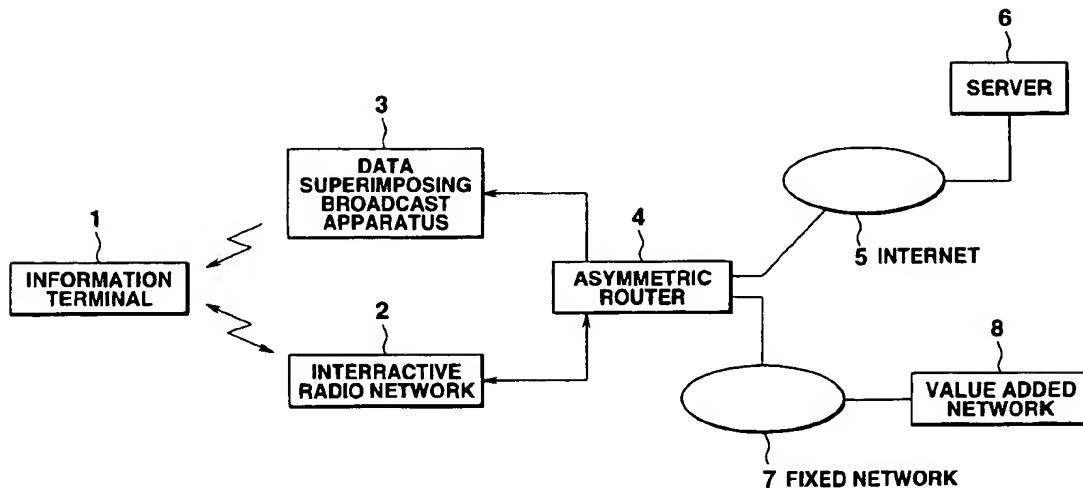 6
SERVER
3
DATA
SUPERIMPOSING
BROADCAST
APPARATUS
1
INFORMATION
TERMINAL
4
ASYMMETRIC
ROUTER
5 INTERNET
2
INTERRACTIVE
RADIO NETWORK
8
VALUE ADDED
NETWORK
7 FIXED NETWORK